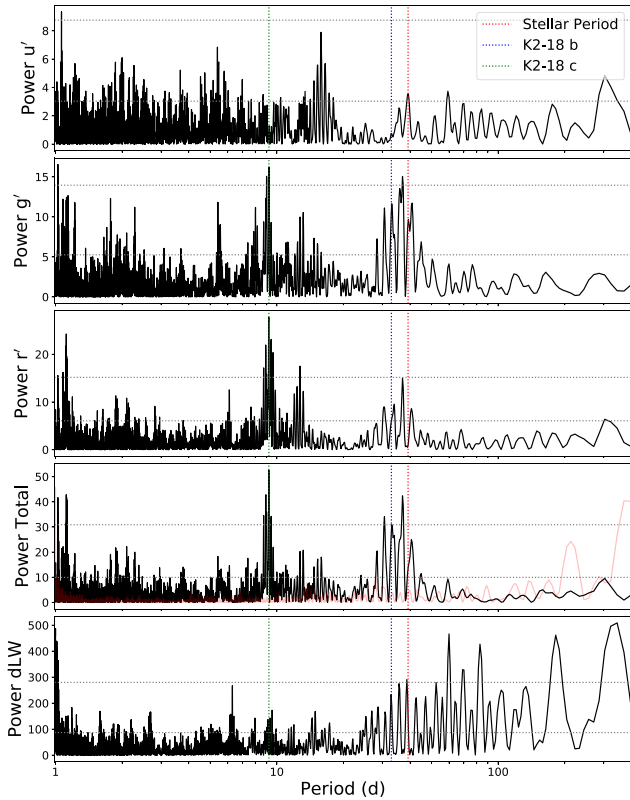 Stellar Period
K2-18 b
K2-18 c
Power u′
8
6
4
2
0
Power g′
15
10
5
0
Power r′
20
10
0
Power Total
50
40
30
20
10
0
Power dLW
500
400
300
200
100
0
1 10 100
Period (d)